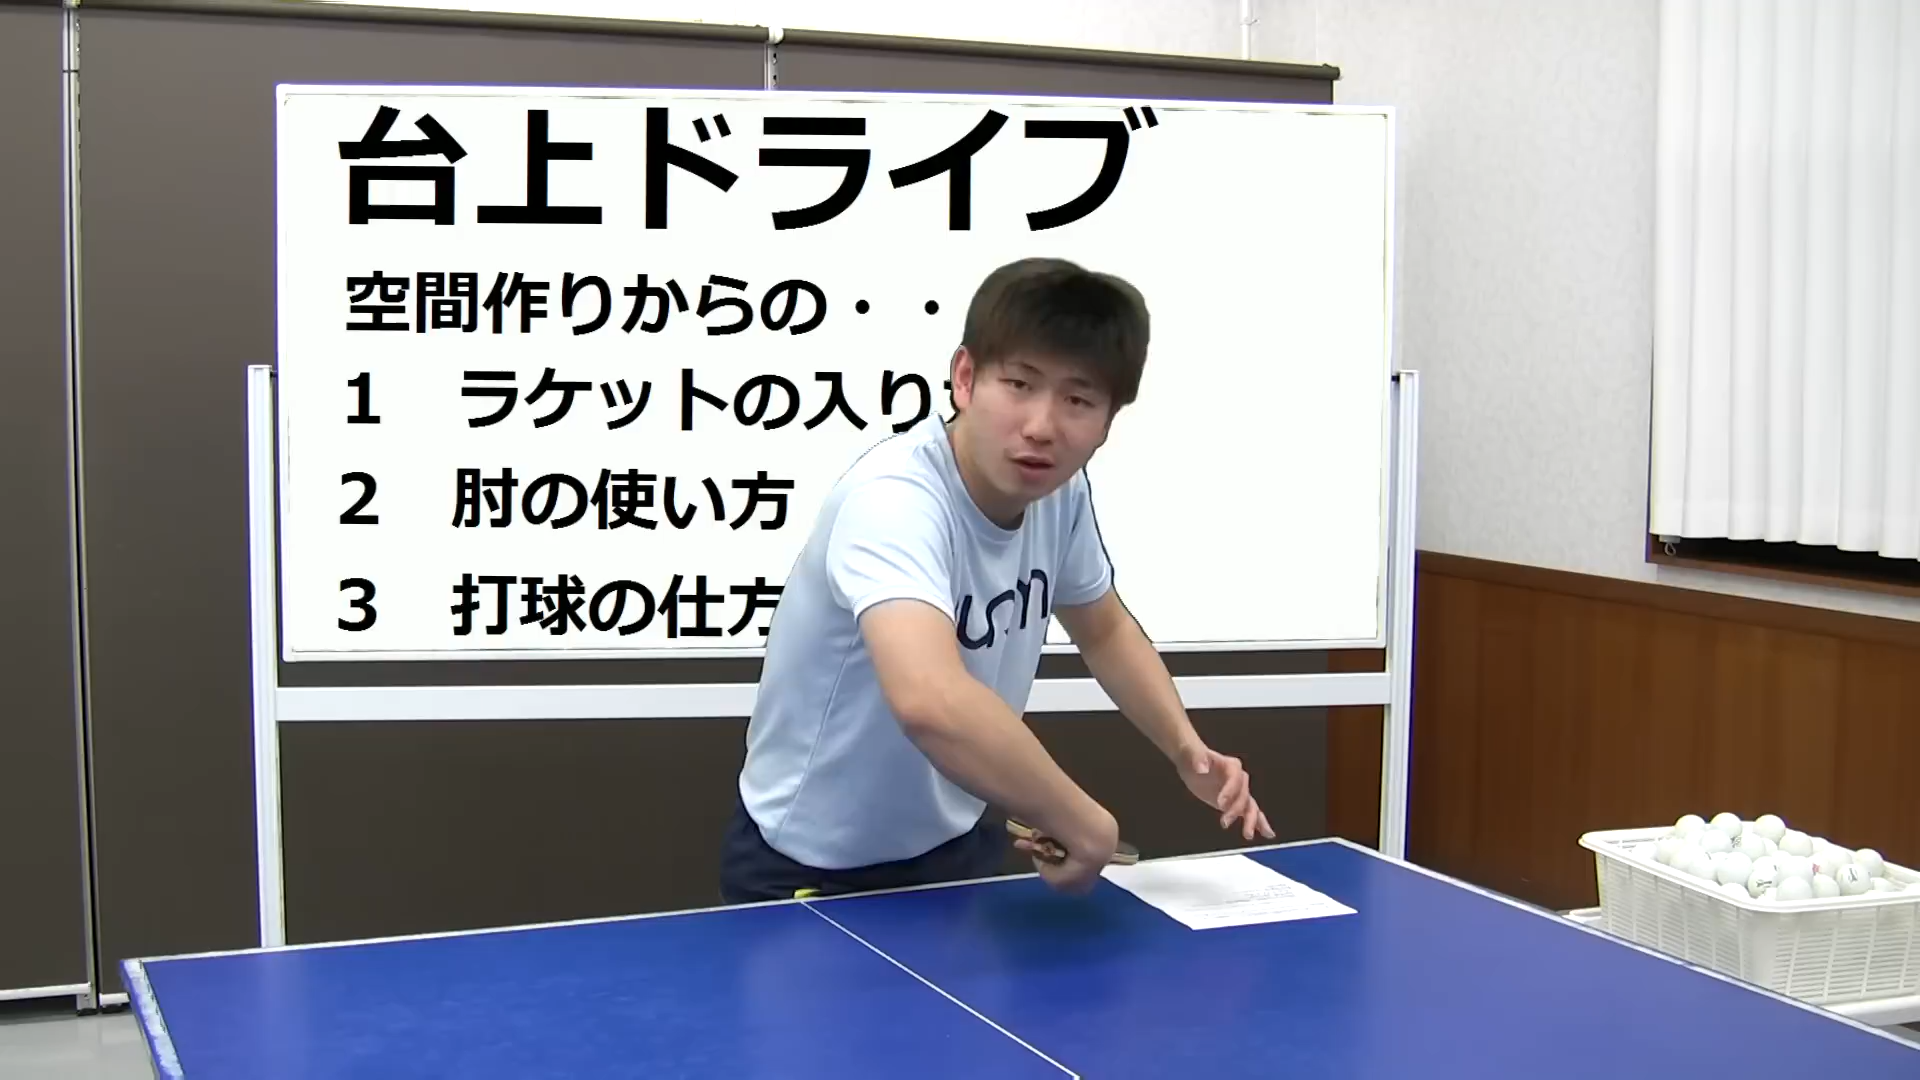 台上ドライブ
空間作りからの・・
1　ラケットの入り
2　肘の使い方
3　打球の仕方